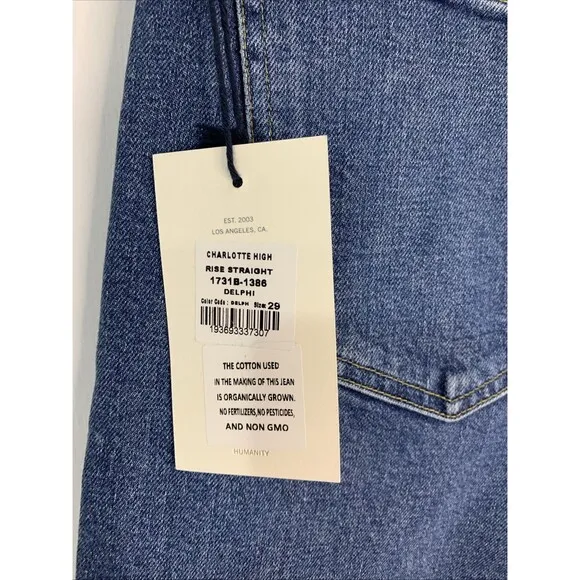 EST. 2003
LOS ANGELES, CA.
CHARLOTTE HIGH
RISE STRAIGHT
1731B-1386
DELPHI
Color Code : DELPH Size: 29
193693337307
THE COTTON USED
IN THE MAKING OF THIS JEAN
IS ORGANICALLY GROWN.
NO FERTILIZERS,NO PESTICIDES,
AND NON GMO
HUMANITY